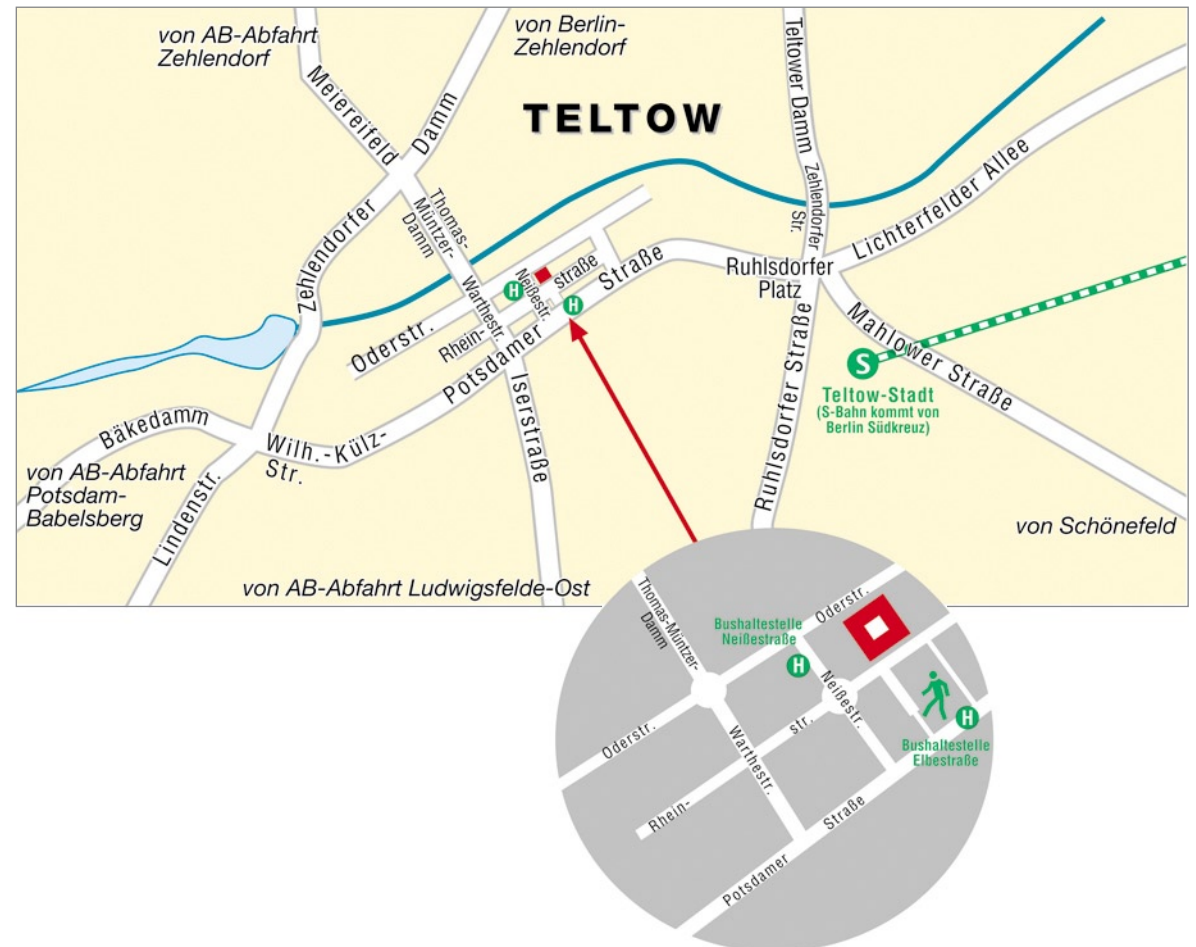 von AB-Abfahrt
Zehlendorf
von Berlin-
Zehlendorf
TELTOW
Meiereifeld
Zehlendorfer Damm
Thomas-
Müntzer-
Damm
Teltower Damm
Zehlendorfer
Str.
Lichterfelder Allee
Ruhlsdorfer
Platz
Neißestr.
Rhein-
straße
H
H
Warthestr.
Oderstr.
Potsdamer Straße
Iserstraße
Ruhlsdorfer Straße
Mahlower Straße
S
Teltow-Stadt
(S-Bahn kommt von
Berlin Südkreuz)
Bäkedamm
Wilh.-Külz-
Str.
Lindenstr.
von AB-Abfahrt
Potsdam-
Babelsberg
von AB-Abfahrt Ludwigsfelde-Ost
von Schönefeld
Thomas-Müntzer-
Damm
Bushaltestelle
Neißestraße
H
Oderstr.
Neißestr.
Oderstr.
Warthestr.
Rhein-
str.
H
Bushaltestelle
Elbestraße
Potsdamer
Straße